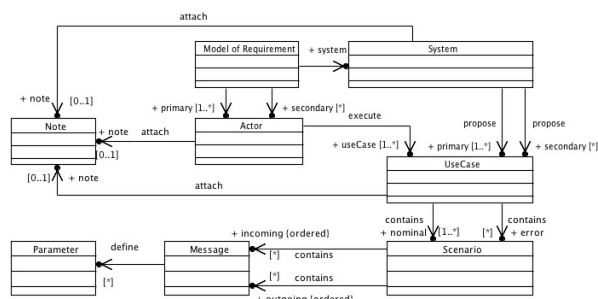 attach
Model of Requirement
+ system
System
+ note
[0..1]
+ primary [1..*]
+ secondary [*]
execute
propose
propose
Note
+ note
attach
[0..1]
Actor
+ useCase [1..*]
+ primary [1..*]
+ secondary [*]
UseCase
[0..1]
+ note
attach
contains
+ nominal
[1..*]
[*]
contains
+ error
+ incoming {ordered}
Parameter
define
[*]
Message
[*]
contains
Scenario
[*]
contains
+ outgoing {ordered}